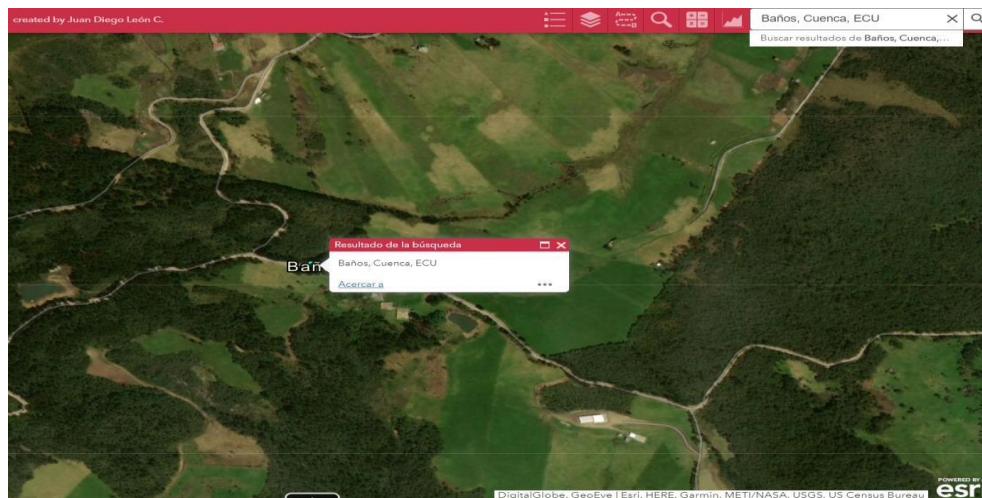 created by Juan Diego León C.
Baños, Cuenca, ECU
Buscar resultados de Baños, Cuenca,...
Resultado de la búsqueda
Bañ
Baños, Cuenca, ECU
Acercar a
POWERED BY
esri
DigitalGlobe, GeoEye | Esri, HERE, Garmin, METI/NASA, USGS, US Census Bureau